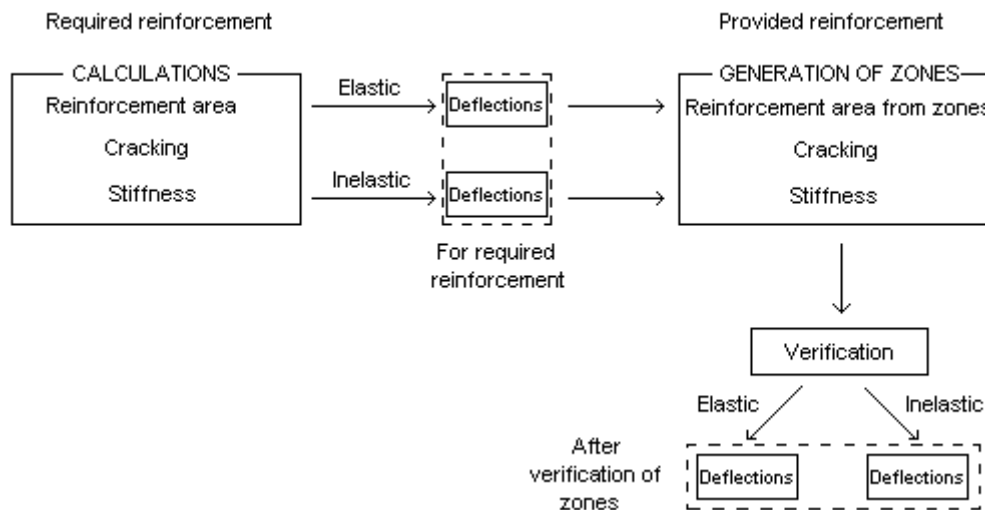 Required reinforcement
Provided reinforcement
CALCULATIONS
Reinforcement area
Cracking
Stiffness
Elastic
Inelastic
Deflections
Deflections
For required
reinforcement
GENERATION OF ZONES
Reinforcement area from zones
Cracking
Stiffness
Verification
Elastic
Inelastic
After
verification of
zones
Deflections
Deflections